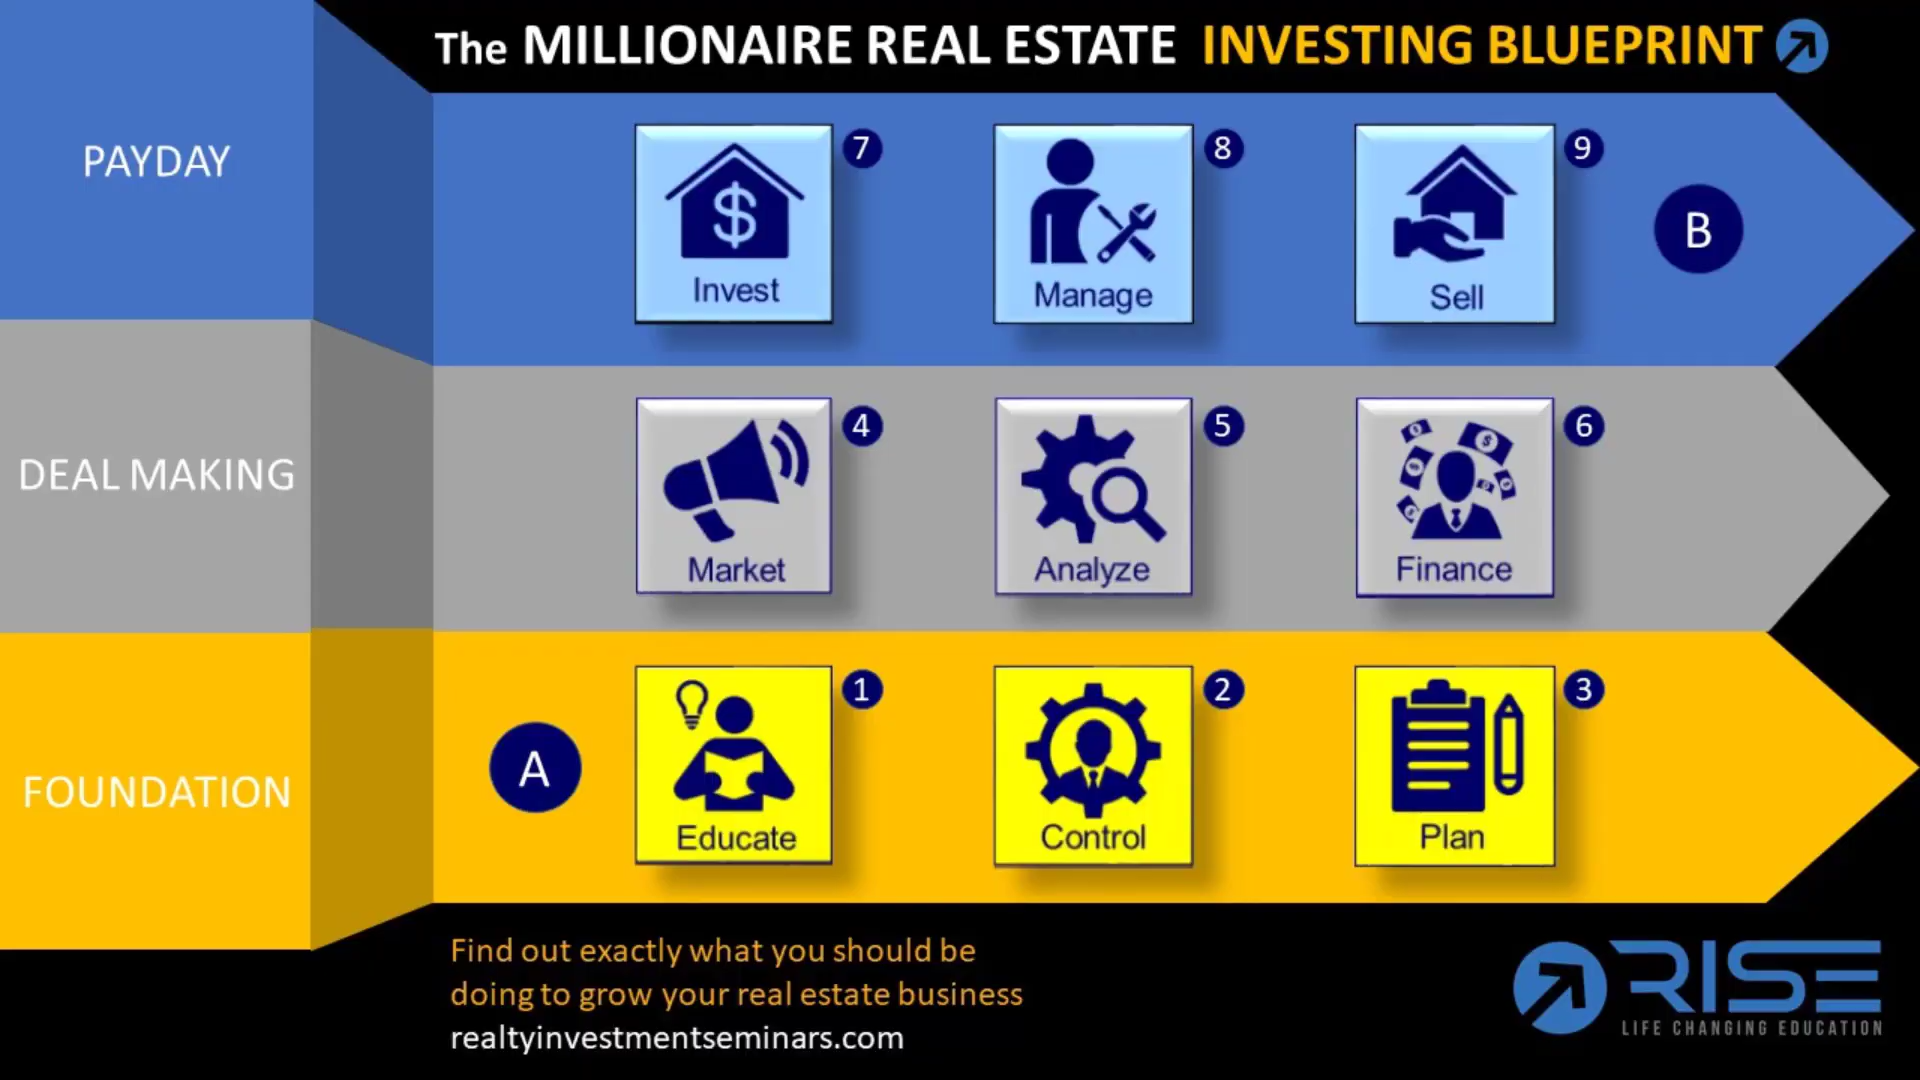 The MILLIONAIRE REAL ESTATE INVESTING BLUEPRINT
PAYDAY
7
8
9
B
Invest
Manage
Sell
DEAL MAKING
4
5
6
Market
Analyze
Finance
FOUNDATION
A
1
2
3
Educate
Control
Plan
Find out exactly what you should be
doing to grow your real estate business
realtyinvestmentseminars.com
RISE
LIFE CHANGING EDUCATION